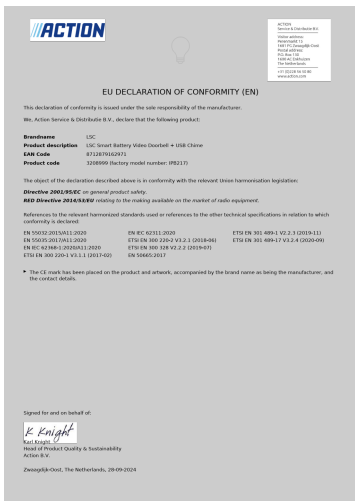 ACTION
ACTION
Service & Distributie B.V.
Visiting address:
Perenmarkt 15
1681 PG Zwaagdijk-Oost
Postal address:
P.O. Box 170
1600 AD Enkhuizen
The Netherlands
+31 (0)228 56 50 80
www.action.com
EU DECLARATION OF CONFORMITY (EN)
This declaration of conformity is issued under the sole responsibility of the manufacturer.
We, Action Service & Distributie B.V., declare that the following product:
Brandname LSC
Product description LSC Smart Battery Video Doorbell + USB Chime
EAN Code 8712879162971
Product code 3208999 (factory model number: IPB217)
The object of the declaration described above is in conformity with the relevant Union harmonisation legislation:
Directive 2001/95/EC on general product safety.
RED Directive 2014/53/EU relating to the making available on the market of radio equipment.
References to the relevant harmonized standards used or references to the other technical specifications in relation to which
conformity is declared:
EN 55032:2015/A11:2020 EN IEC 62311:2020 ETSI EN 301 489-1 V2.2.3 (2019-11)
EN 55035:2017/A11:2020 ETSI EN 300 220-2 V3.2.1 (2018-06) ETSI EN 301 489-17 V3.2.4 (2020-09)
EN IEC 62368-1:2020/A11:2020 ETSI EN 300 328 V2.2.2 (2019-07)
ETSI EN 300 220-1 V3.1.1 (2017-02) EN 50665:2017
► The CE mark has been placed on the product and artwork, accompanied by the brand name as being the manufacturer, and
the contact details.
Signed for and on behalf of:
K Knight
Karl Knight
Head of Product Quality & Sustainability
Action B.V.
Zwaagdijk-Oost, The Netherlands, 28-09-2024